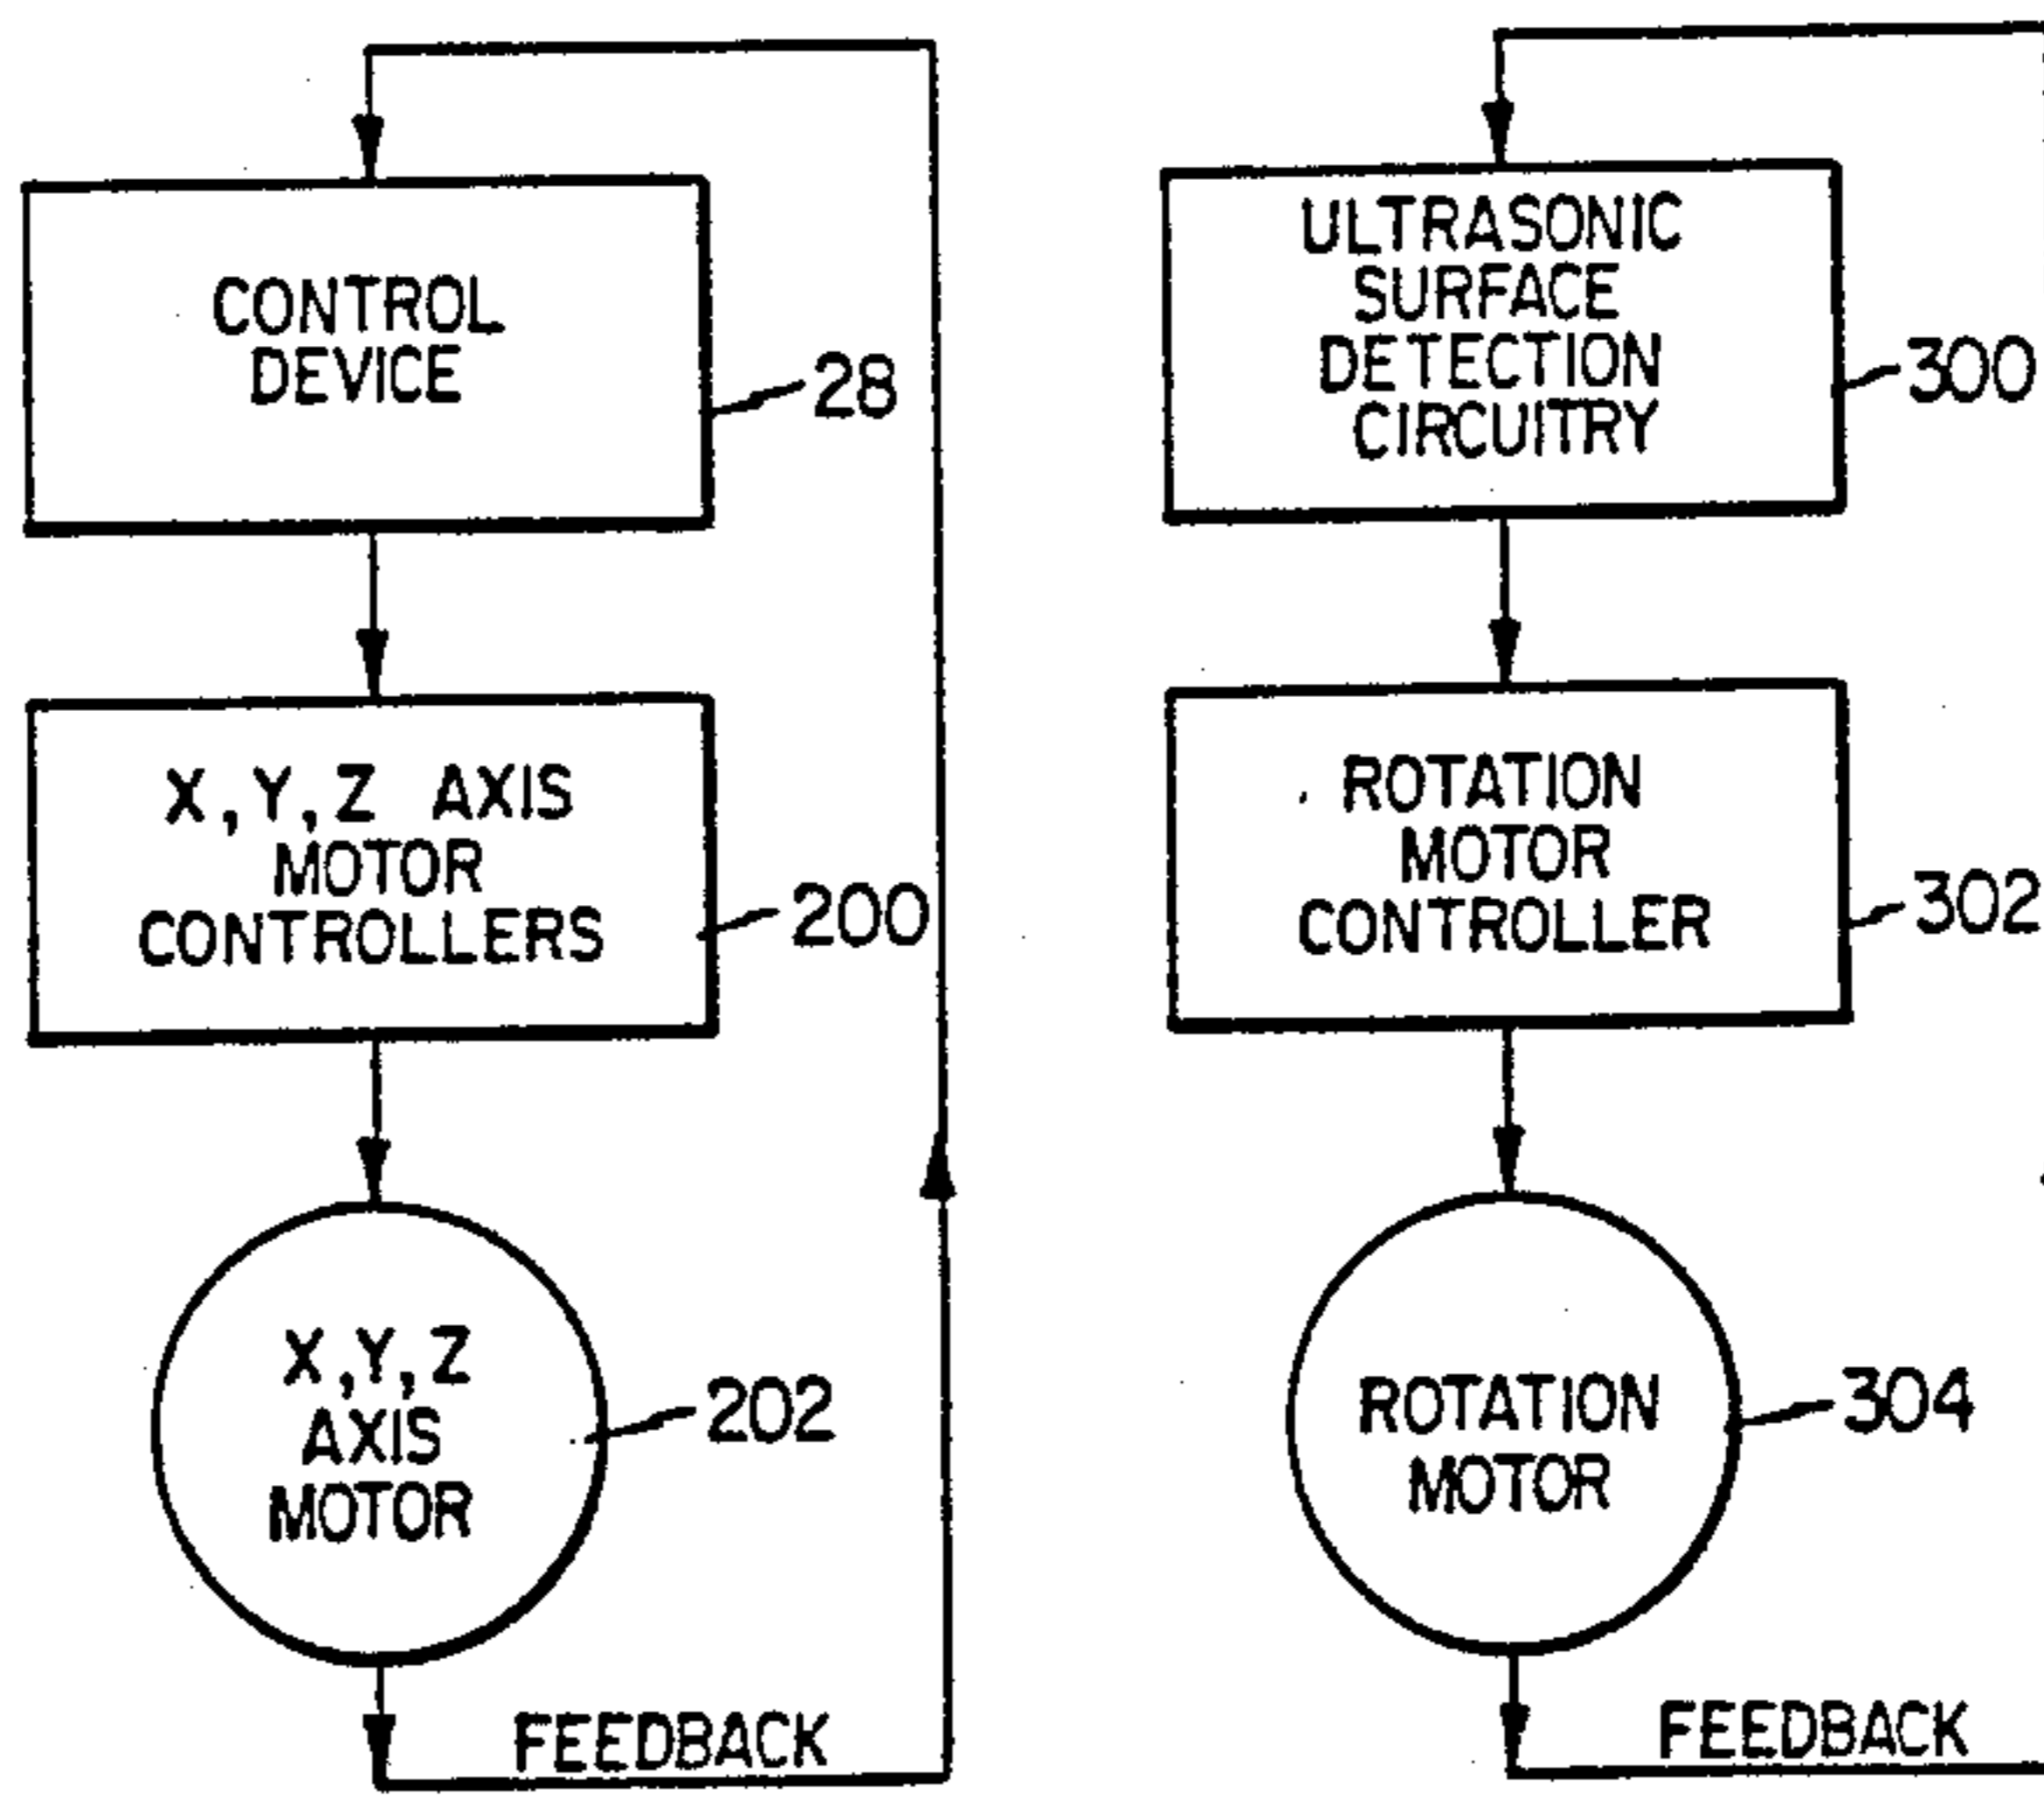 CONTROL
DEVICE
28
X, Y, Z AXIS
MOTOR
CONTROLLERS
200
X, Y, Z
AXIS
MOTOR
202
FEEDBACK
ULTRASONIC
SURFACE
DETECTION
CIRCUITRY
300
ROTATION
MOTOR
CONTROLLER
302
ROTATION
MOTOR
304
FEEDBACK